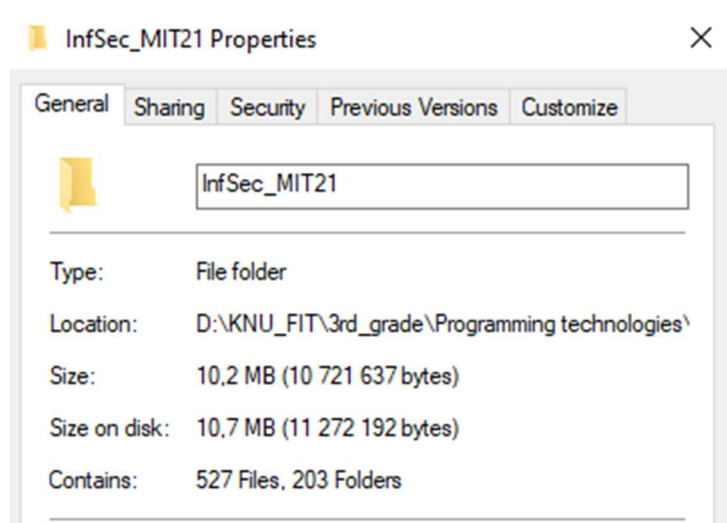 InfSec_MIT21 Properties
General Sharing Security Previous Versions Customize
InfSec_MIT21
Type: File folder
Location: D:\KNU_FIT\3rd_grade\Programming technologies\
Size: 10,2 MB (10 721 637 bytes)
Size on disk: 10,7 MB (11 272 192 bytes)
Contains: 527 Files, 203 Folders